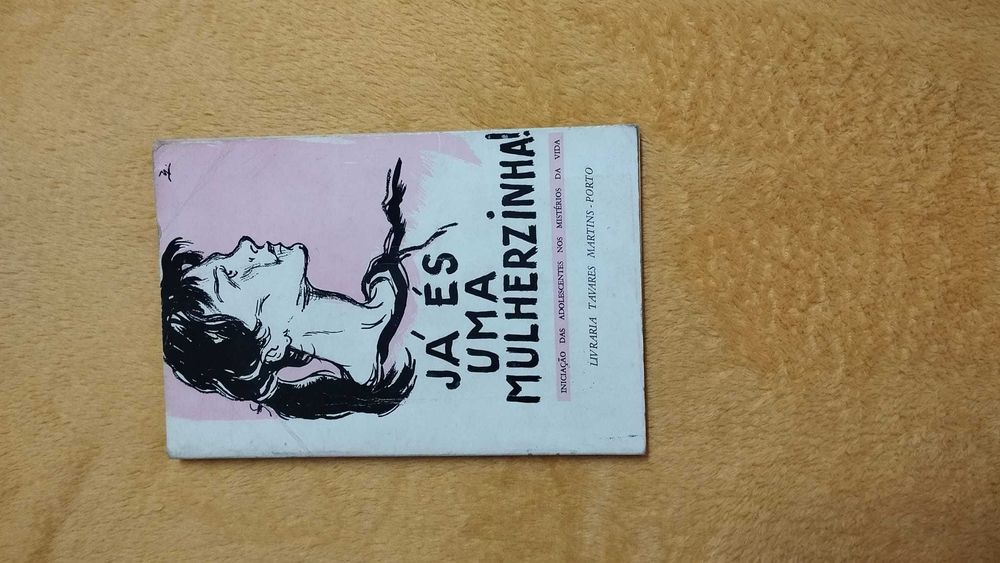 JÁ ÉS
UMA
MULHERZINHA!
INICIAÇÃO DAS ADOLESCENTES NOS MISTÉRIOS DA VIDA
LIVRARIA TAVARES MARTINS - PORTO